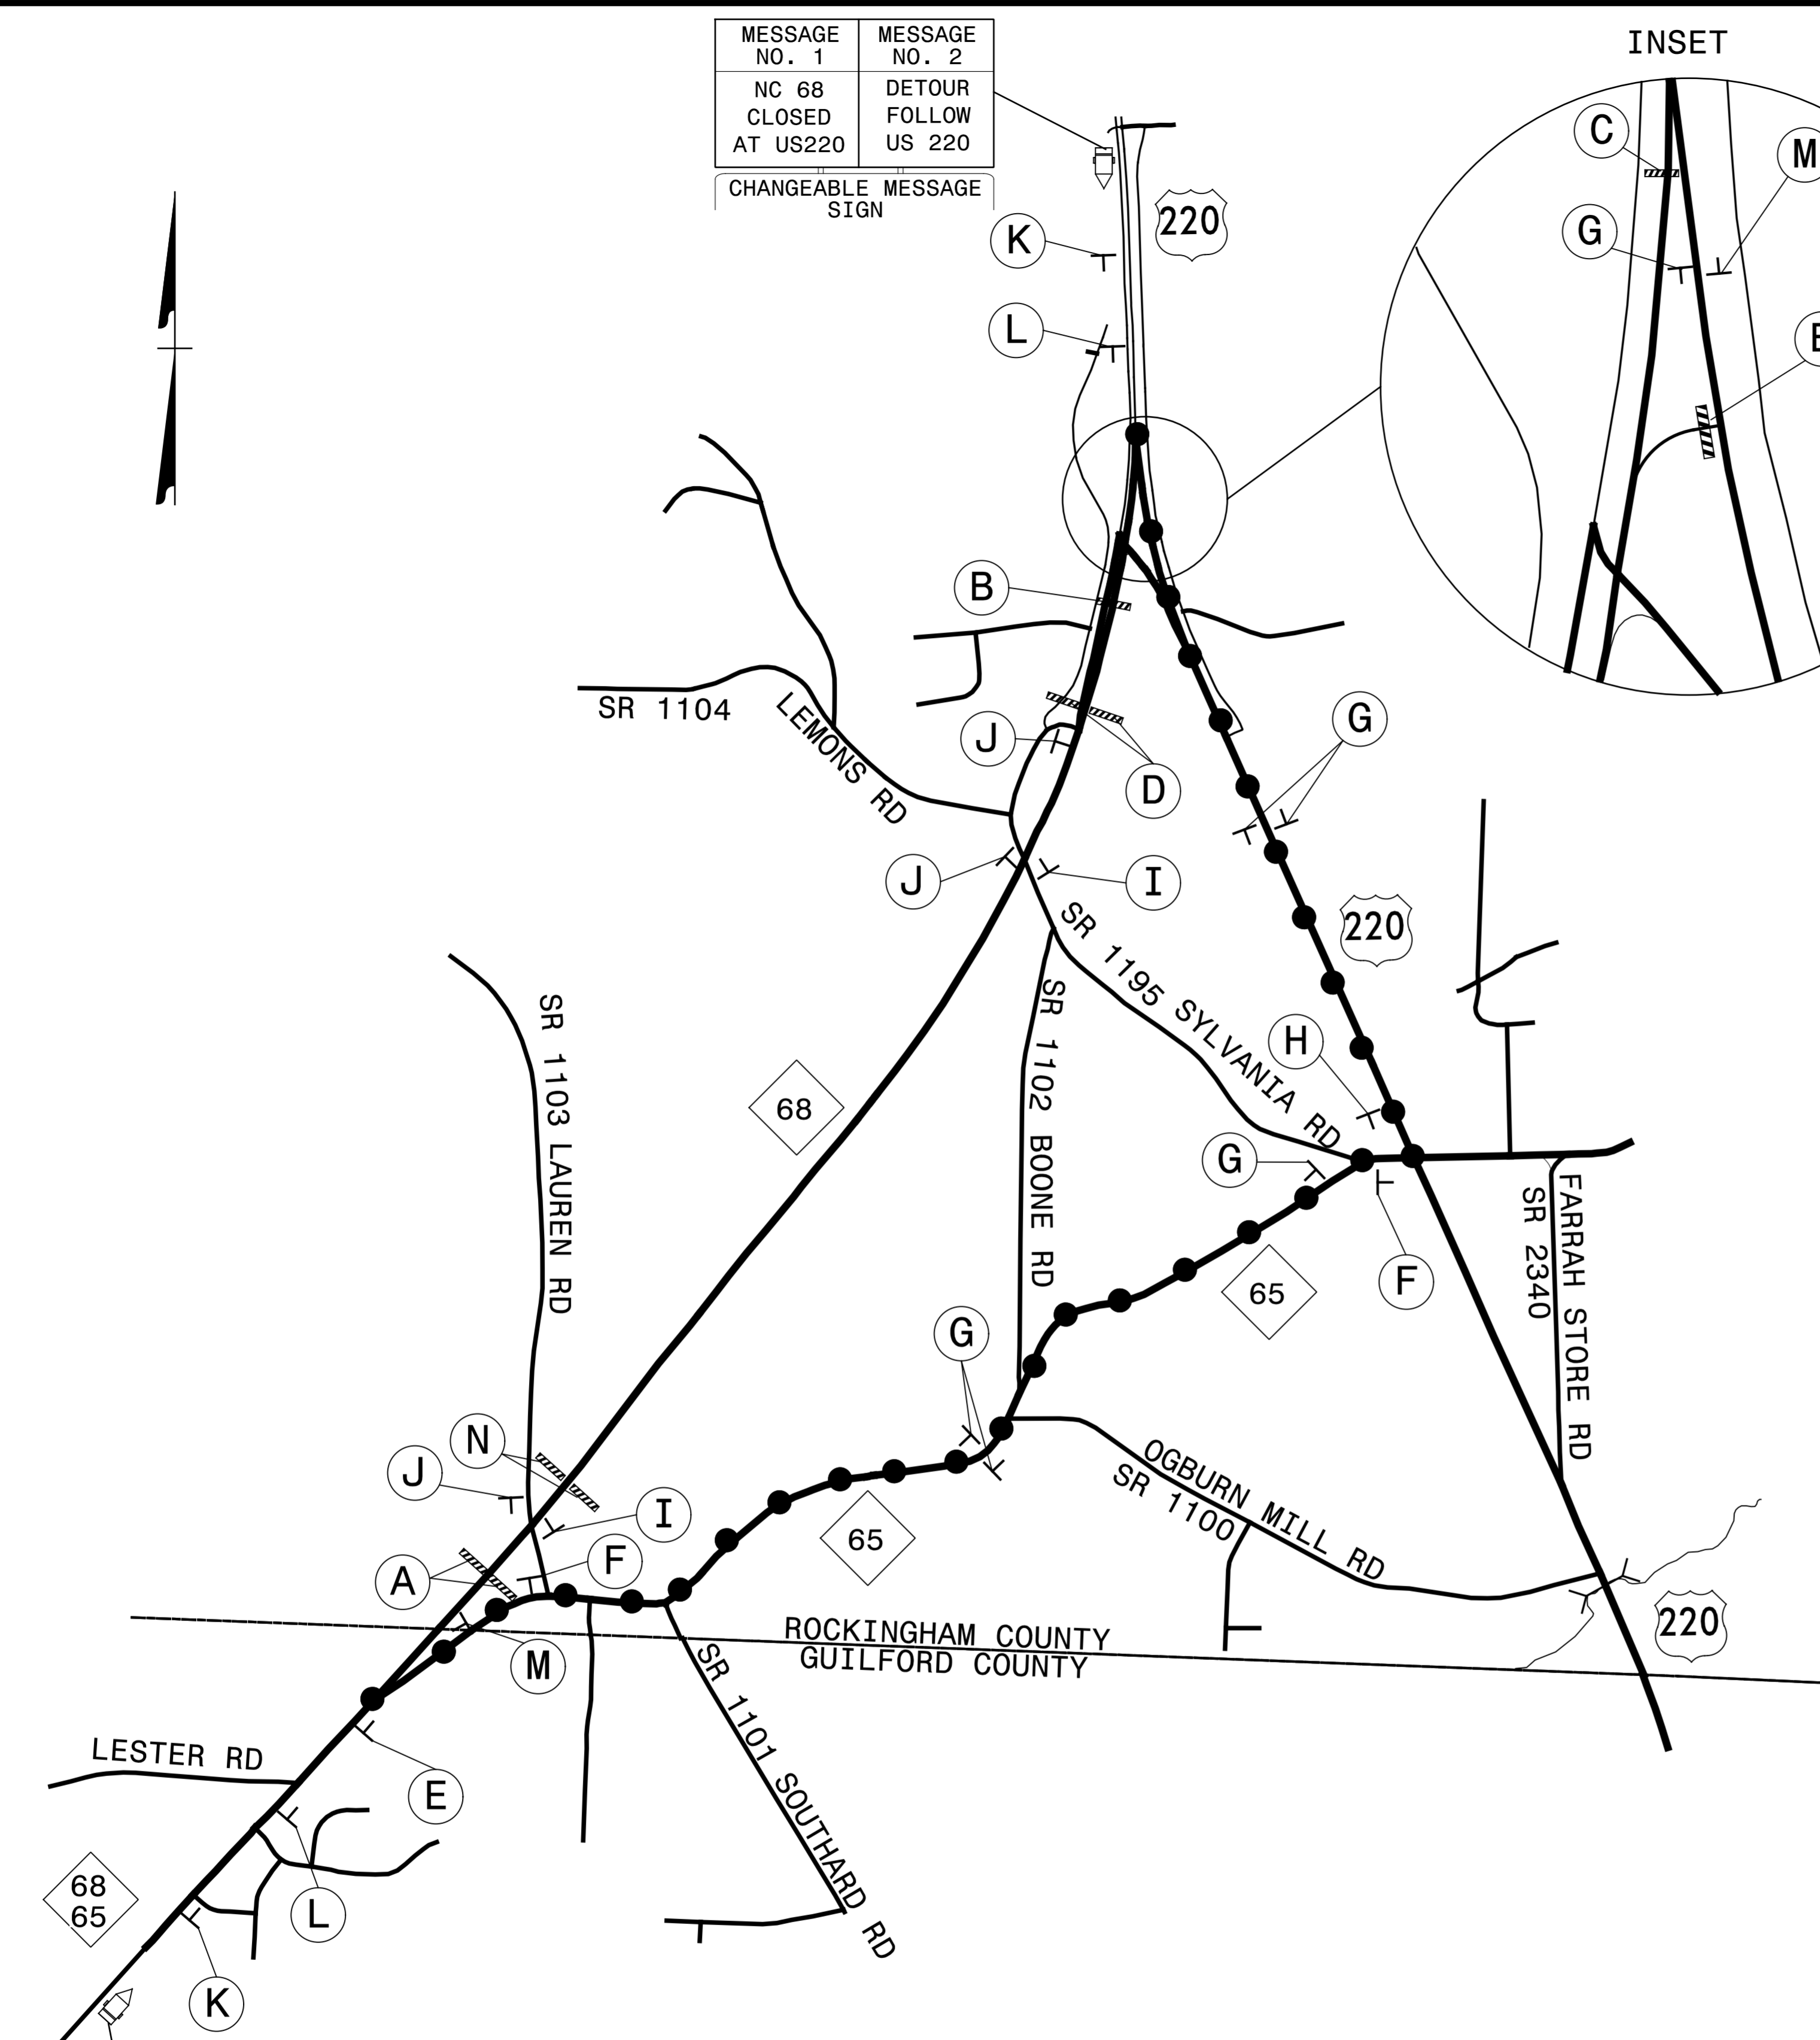 MESSAGE
NO. 1
MESSAGE
NO. 2
NC 68
CLOSED
AT US220
DETOUR
FOLLOW
US 220
CHANGEABLE MESSAGE
SIGN
INSET
C
M
G
K
220
L
B
SR 1104
LEMONS RD
J
D
G
J
I
220
SR 1195 SYLVANIA RD
SR 1103 LAUREN RD
SR 1102 BOONE RD
H
68
G
F
FARRAH STORE RD
SR 2340
65
G
N
J
I
F
A
65
OGBURN MILL RD
SR 1100
220
ROCKINGHAM COUNTY
GUILFORD COUNTY
M
SR 1101 SOUTHARD RD
LESTER RD
E
68
65
L
K